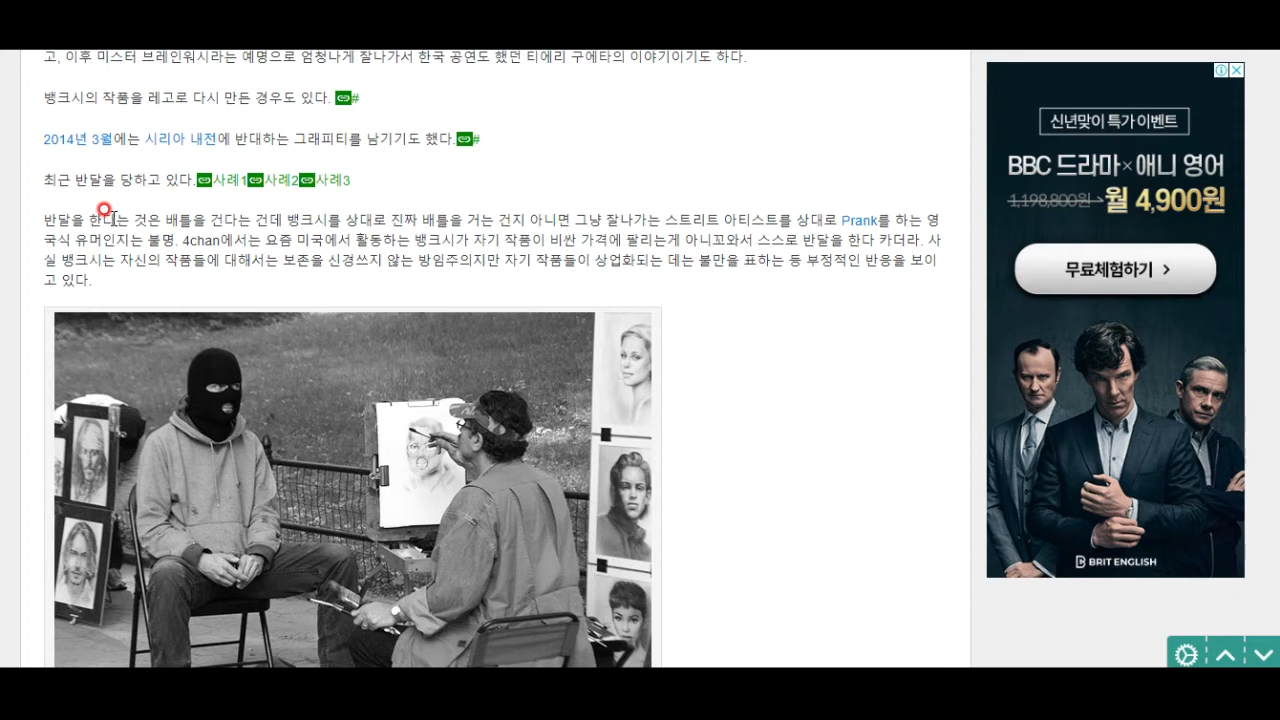 고, 이후 미스터 브레인워시라는 예명으로 엄청나게 잘나가서 한국 공연도 했던 티에리 구에타의 이야기이기도 하다.
뱅크시의 작품을 레고로 다시 만든 경우도 있다. #
2014년 3월에는 시리아 내전에 반대하는 그래피티를 남기기도 했다. #
최근 반달을 당하고 있다. 사례1 사례2 사례3
반달을 한다는 것은 배틀을 건다는 건데 뱅크시를 상대로 진짜 배틀을 거는 건지 아니면 그냥 잘나가는 스트리트 아티스트를 상대로 Prank를 하는 영
국식 유머인지는 불명. 4chan에서는 요즘 미국에서 활동하는 뱅크시가 자기 작품이 비싼 가격에 팔리는게 아니꼬와서 스스로 반달을 한다 카더라. 사
실 뱅크시는 자신의 작품들에 대해서는 보존을 신경쓰지 않는 방임주의지만 자기 작품들이 상업화되는 데는 불만을 표하는 등 부정적인 반응을 보이
고 있다.
신년맞이 특가 이벤트
BBC 드라마×애니 영어
1,198,800원 → 월 4,900원
무료체험하기 >
BRIT ENGLISH